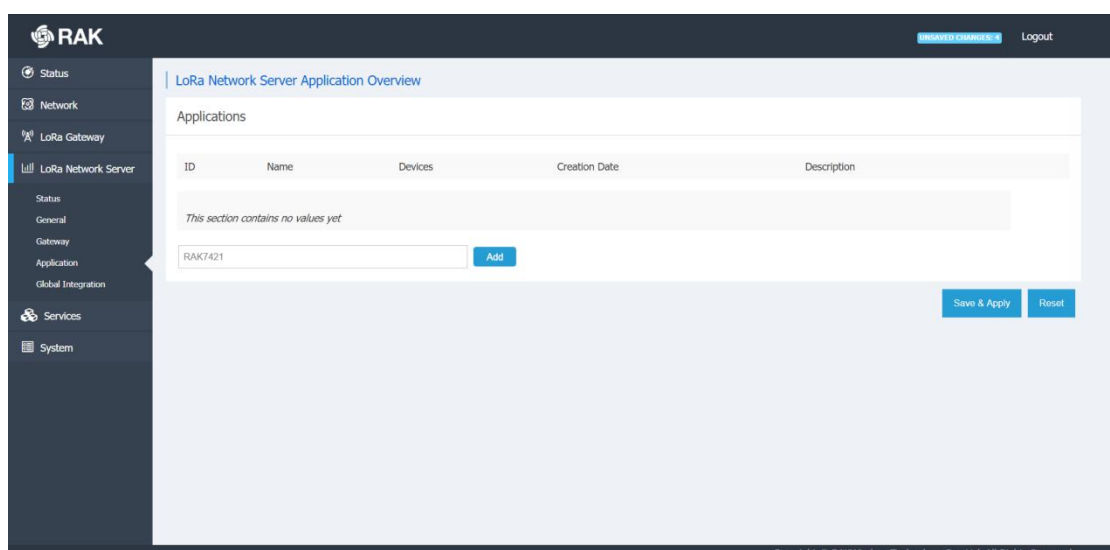 RAK
UNSAVED CHANGES: 4 Logout
Status
Network
LoRa Gateway
LoRa Network Server
Status
General
Gateway
Application
Global Integration
Services
System
LoRa Network Server Application Overview
Applications
ID Name Devices Creation Date Description
This section contains no values yet
RAK7421 Add
Save & Apply Reset